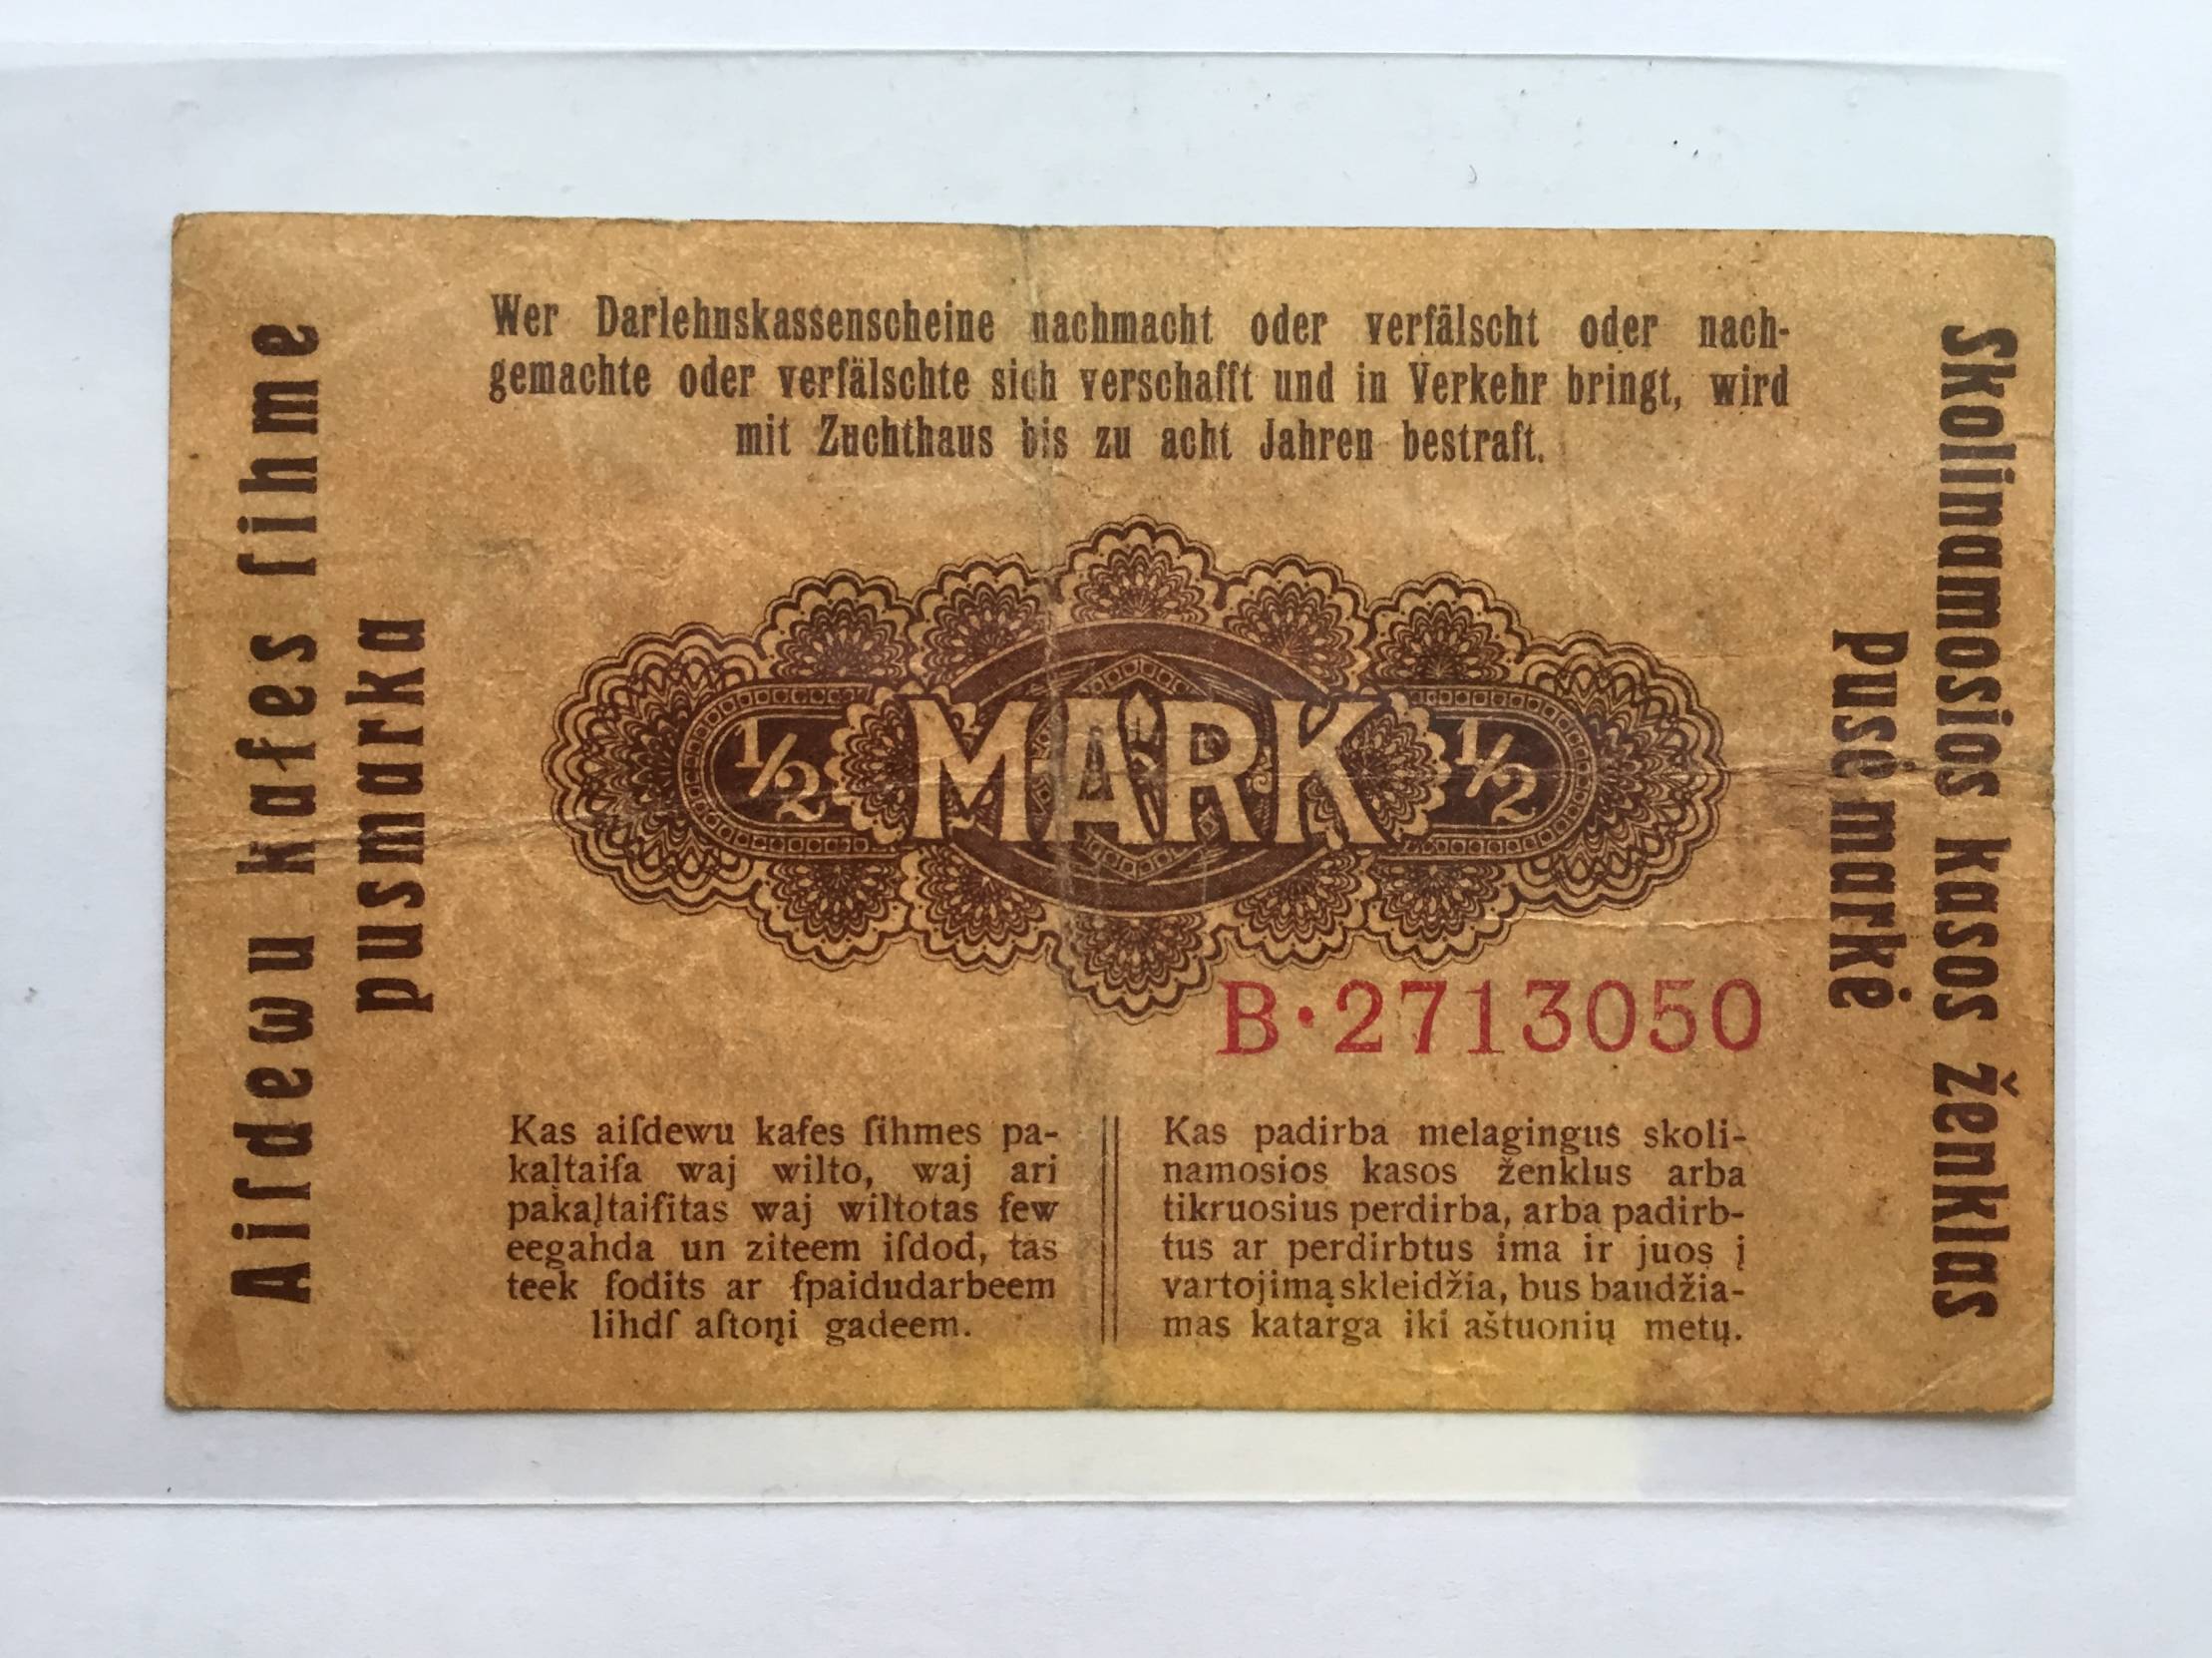 Wer Darlehnskassenscheine nachmacht oder verfälscht oder nach-
gemachte oder verfälschte sich verschafft und in Verkehr bringt, wird
mit Zuchthaus bis zu acht Jahren bestraft.
Aiſdewu kaſes ſihme
pusmarka
½ MARK ½
Skolinamosios kasos ženklas
Pusė markė
B·2713050
Kas aiſdewu kaſes ſihmes pa-
kaļtaiſa waj wilto, waj ari
pakaļtaiſitas waj wiltotas ſew
eegahda un ziteem iſdod, tas
teek ſodits ar ſpaidudarbeem
lihdſ aſtoņi gadeem.
Kas padirba melagingus skoli-
namosios kasos ženklus arba
tikruosius perdirba, arba padirb-
tus ar perdirbtus ima ir juos į
vartojimą skleidžia, bus baudžia-
mas katarga iki aštuonių metų.